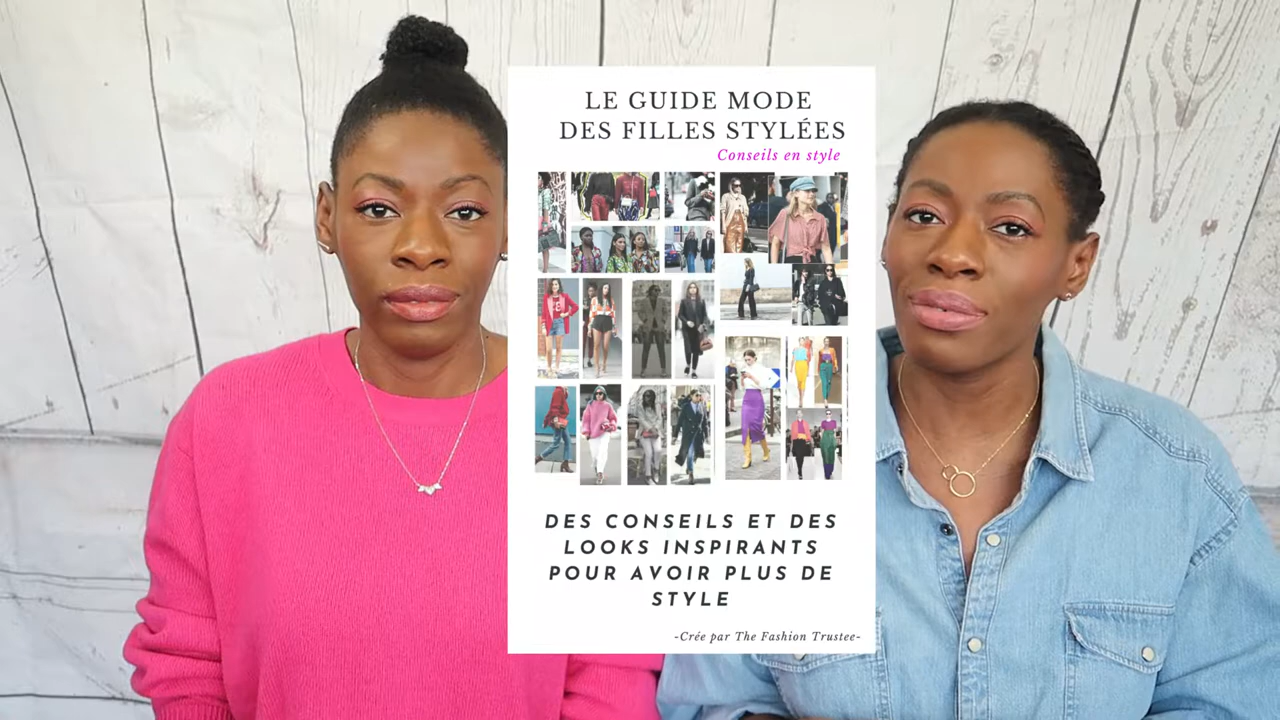 LE GUIDE MODE
DES FILLES STYLÉES
Conseils en style
DES CONSEILS ET DES
LOOKS INSPIRANTS
POUR AVOIR PLUS DE
STYLE
-Crée par The Fashion Trustee-